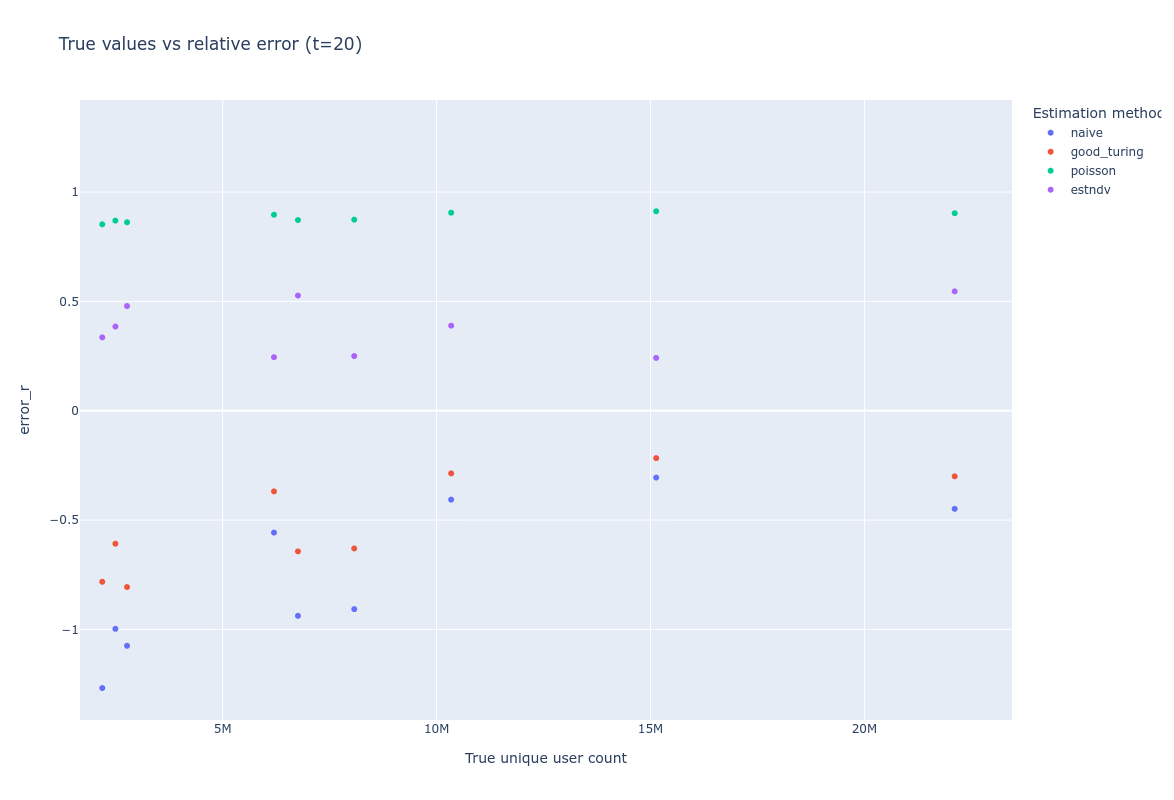 True values vs relative error (t=20)
Estimation method
naive
good_turing
poisson
estndv
1
0.5
0
−0.5
−1
error_r
5M
10M
15M
20M
True unique user count